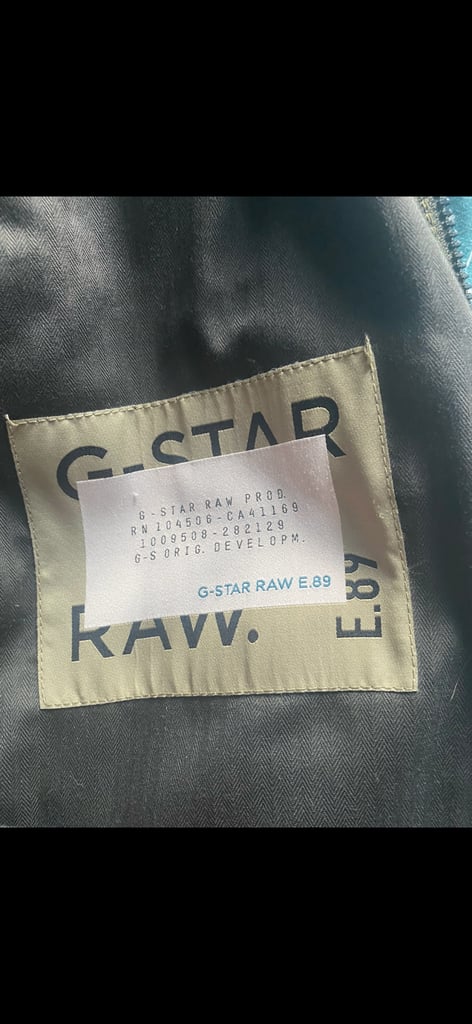 G-STAR
G-STAR RAW PROD.
RN 104506-CA41169
1009508-282129
G-S ORIG. DEVELOPM.
G-STAR RAW E.89
RAW.
E.89